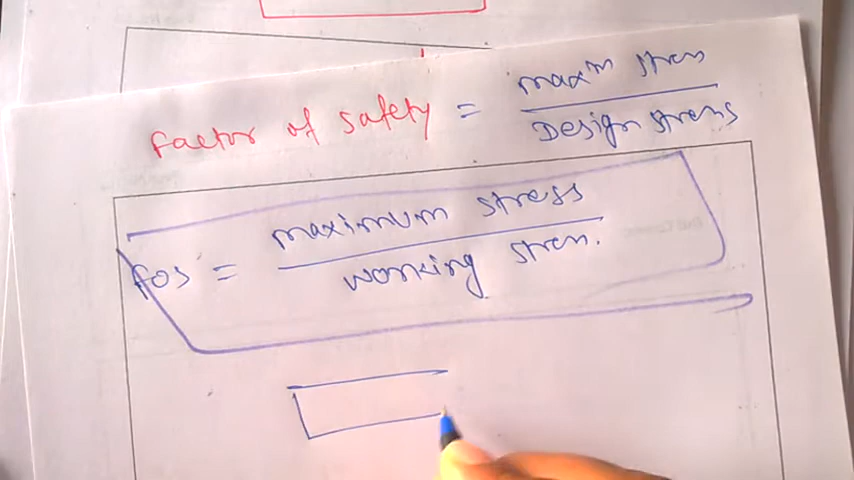 Factor of safety = maxᵐ stress / Design stress
fos = maximum stress / working stress.